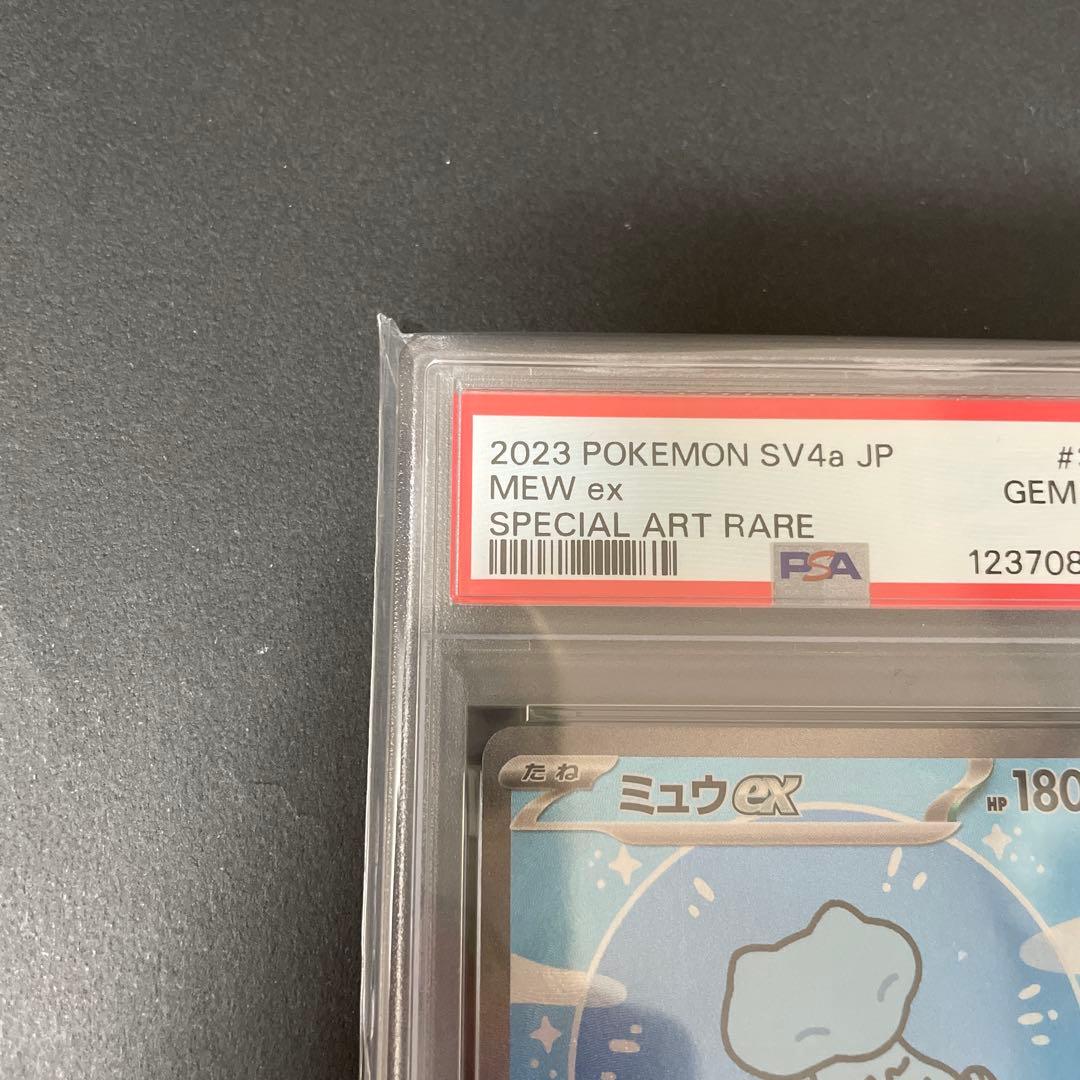 2023 POKEMON SV4a JP #
MEW ex GEM
SPECIAL ART RARE
PSA 123708
たね ミュウex HP 180